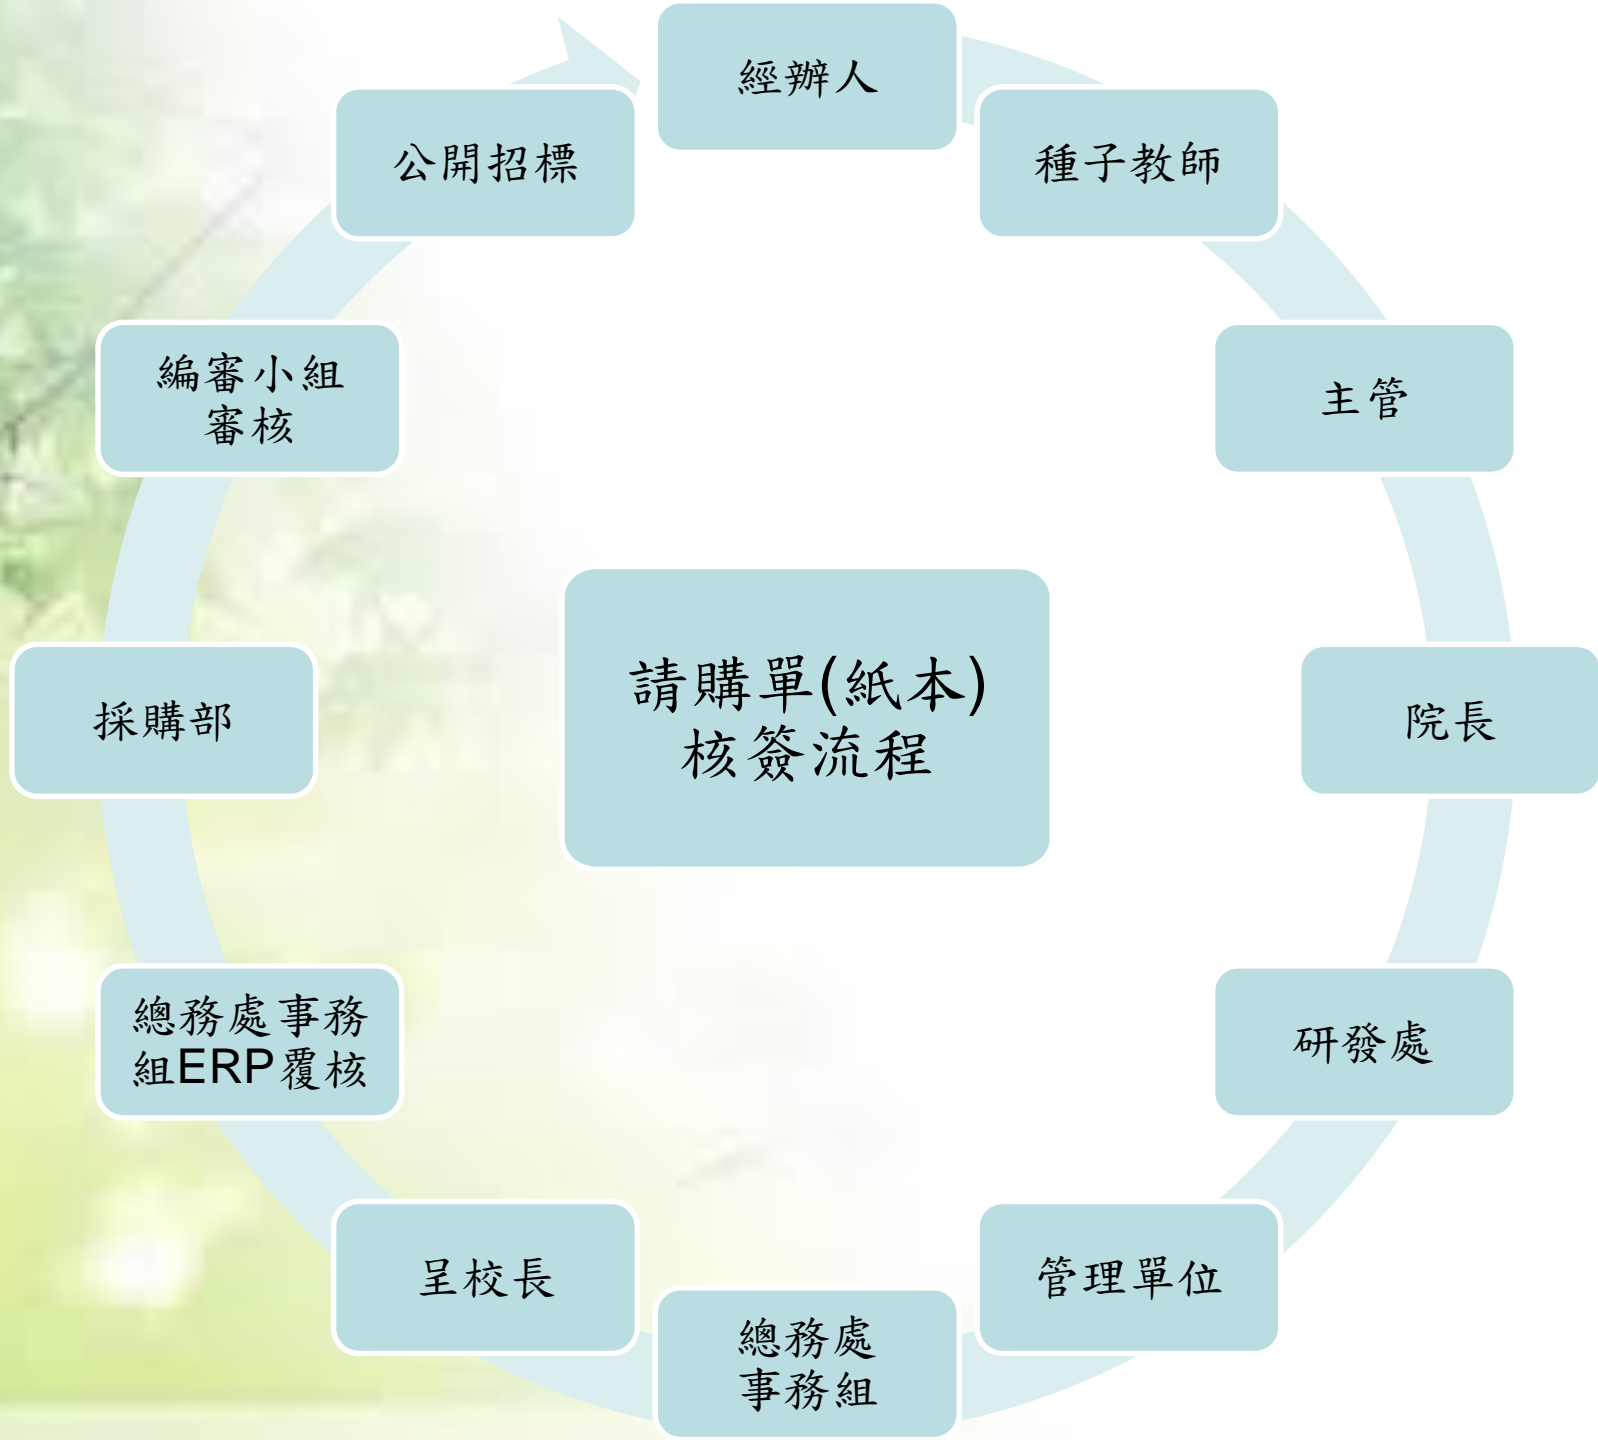 經辦人
種子教師
主管
院長
研發處
管理單位
總務處
事務組
呈校長
總務處事務
組ERP覆核
採購部
編審小組
審核
公開招標
請購單(紙本)
核簽流程